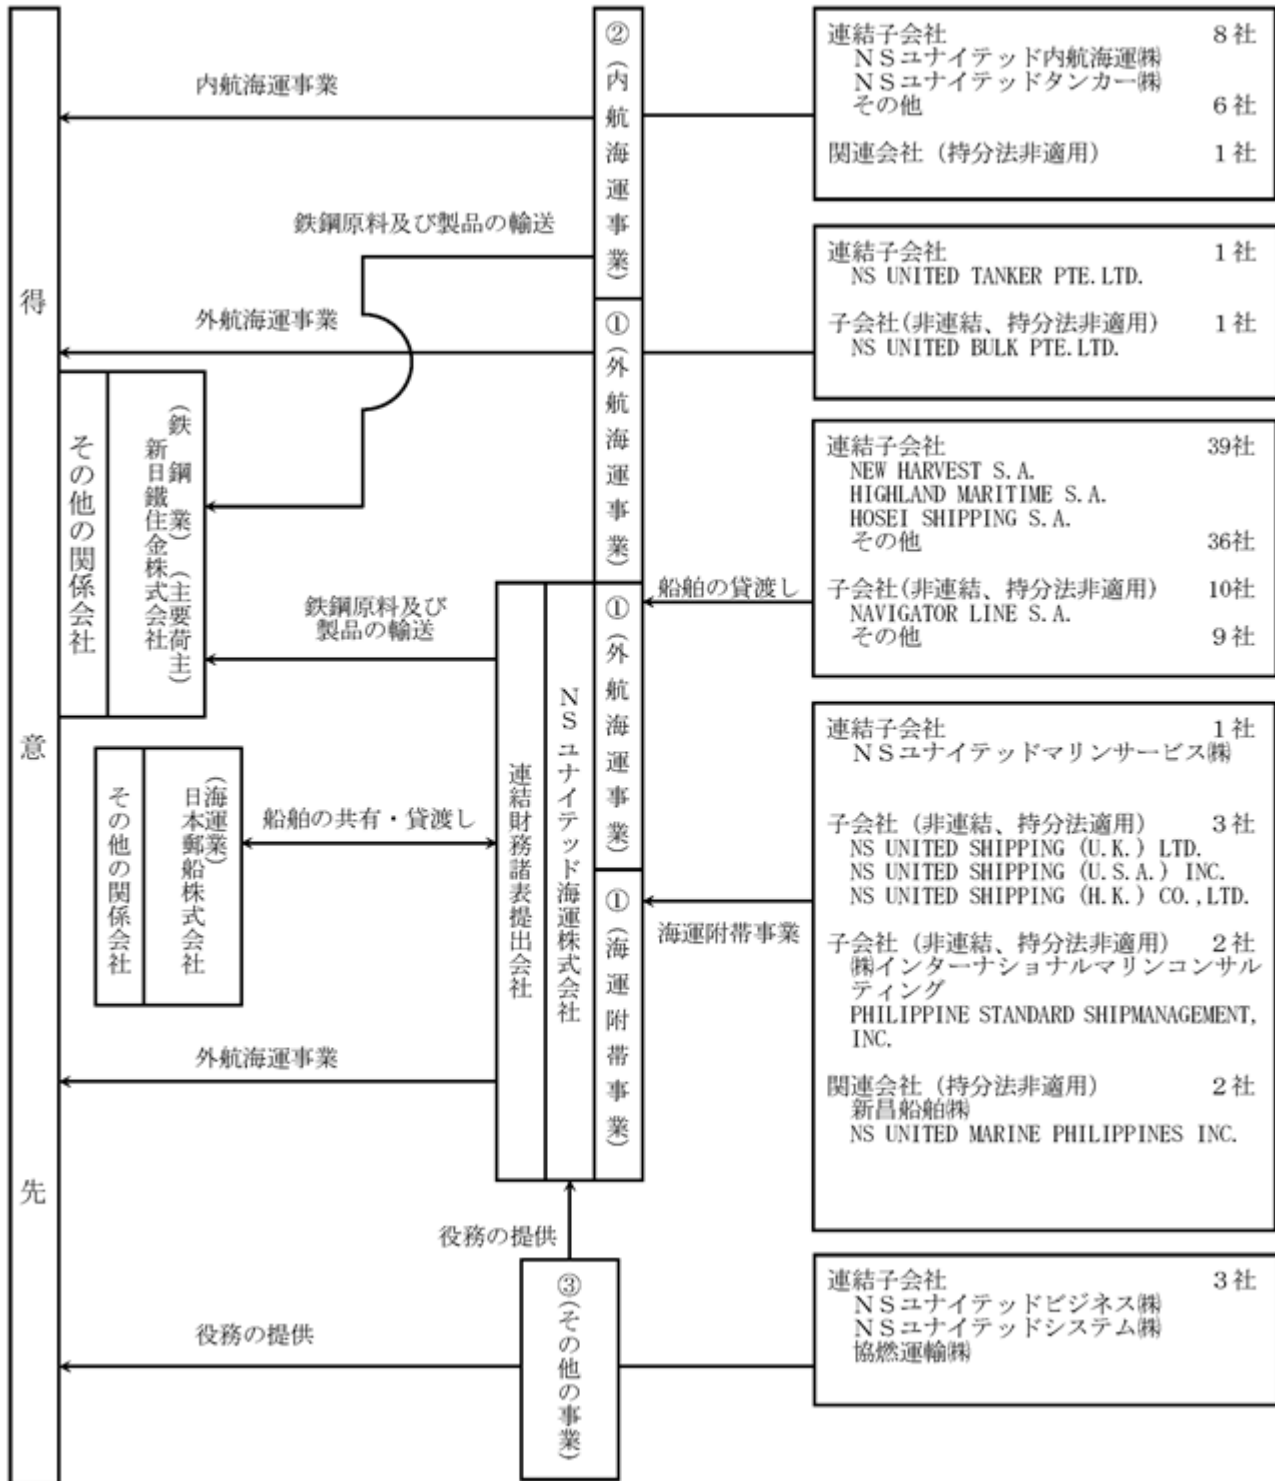 得意先
内航海運事業
鉄鋼原料及び製品の輸送
外航海運事業
(鉄鋼業)(主要荷主)
新日鐵住金株式会社
その他の関係会社
鉄鋼原料及び
製品の輸送
(海運業)
日本郵船株式会社
その他の関係会社
船舶の共有・貸渡し
外航海運事業
役務の提供
役務の提供
②(内航海運事業)
①(外航海運事業)
①(外航海運事業)
①(海運附帯事業)
NSユナイテッド海運株式会社
連結財務諸表提出会社
③(その他の事業)
船舶の貸渡し
海運附帯事業
連結子会社 8社
NSユナイテッド内航海運㈱
NSユナイテッドタンカー㈱
その他 6社
関連会社(持分法非適用) 1社
連結子会社 1社
NS UNITED TANKER PTE.LTD.
子会社(非連結、持分法非適用) 1社
NS UNITED BULK PTE.LTD.
連結子会社 39社
NEW HARVEST S.A.
HIGHLAND MARITIME S.A.
HOSEI SHIPPING S.A.
その他 36社
子会社(非連結、持分法非適用) 10社
NAVIGATOR LINE S.A.
その他 9社
連結子会社 1社
NSユナイテッドマリンサービス㈱
子会社(非連結、持分法適用) 3社
NS UNITED SHIPPING (U.K.) LTD.
NS UNITED SHIPPING (U.S.A.) INC.
NS UNITED SHIPPING (H.K.) CO.,LTD.
子会社(非連結、持分法非適用) 2社
㈱インターナショナルマリンコンサル
ティング
PHILIPPINE STANDARD SHIPMANAGEMENT,
INC.
関連会社(持分法非適用) 2社
新昌船舶㈱
NS UNITED MARINE PHILIPPINES INC.
連結子会社 3社
NSユナイテッドビジネス㈱
NSユナイテッドシステム㈱
協燃運輸㈱